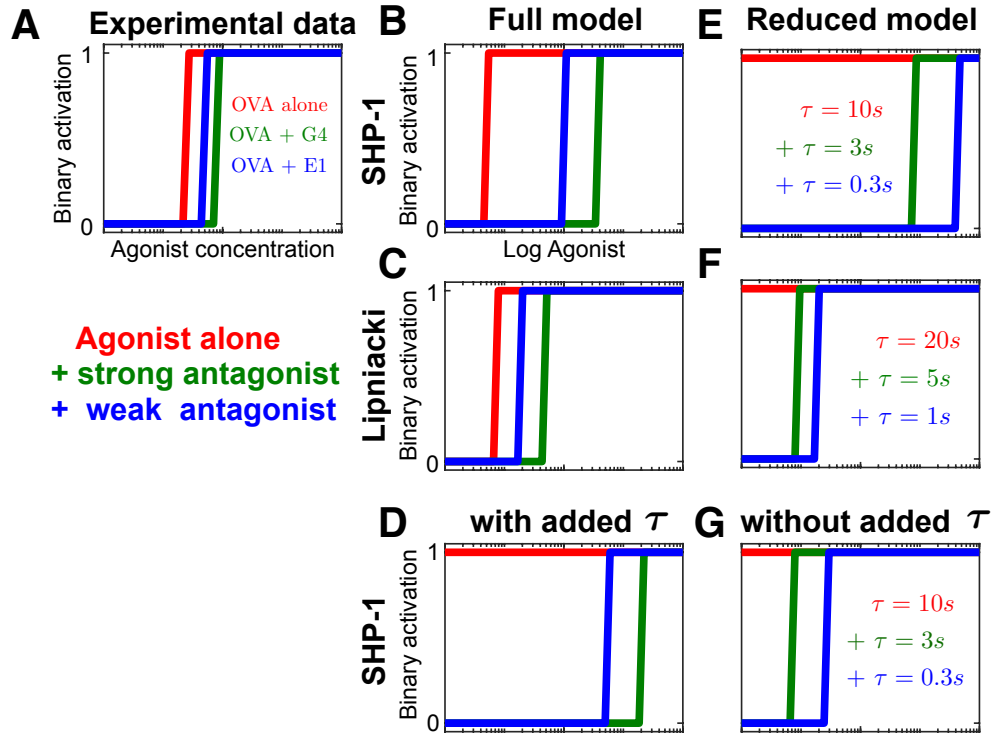 A Experimental data
1
Binary activation
0
OVA alone
OVA + G4
OVA + E1
Agonist concentration
Agonist alone
+ strong antagonist
+ weak antagonist
B Full model
SHP-1
1
Binary activation
0
Log Agonist
C
Lipniacki
1
Binary activation
0
D with added τ
SHP-1
1
Binary activation
0
E Reduced model
τ = 10s
+ τ = 3s
+ τ = 0.3s
F
τ = 20s
+ τ = 5s
+ τ = 1s
G without added τ
τ = 10s
+ τ = 3s
+ τ = 0.3s